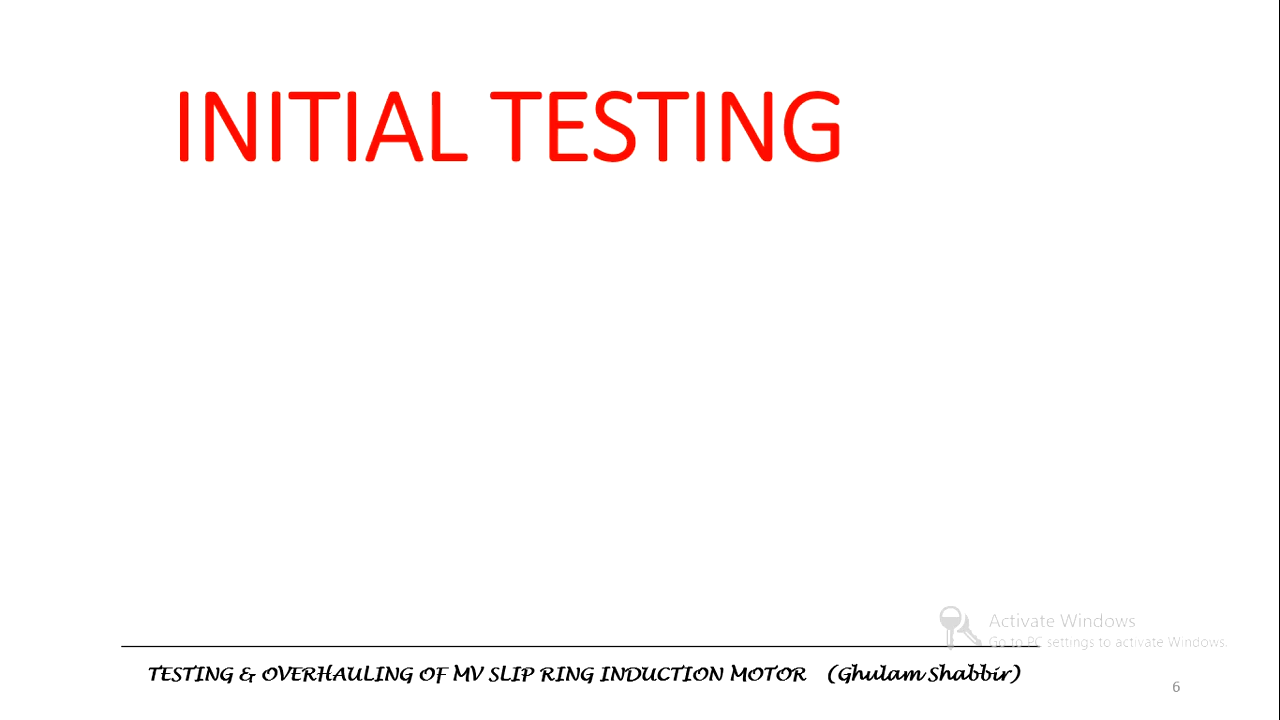 INITIAL TESTING
Activate Windows
Go to PC settings to activate Windows.
TESTING & OVERHAULING OF MV SLIP RING INDUCTION MOTOR (Ghulam Shabbir)
6